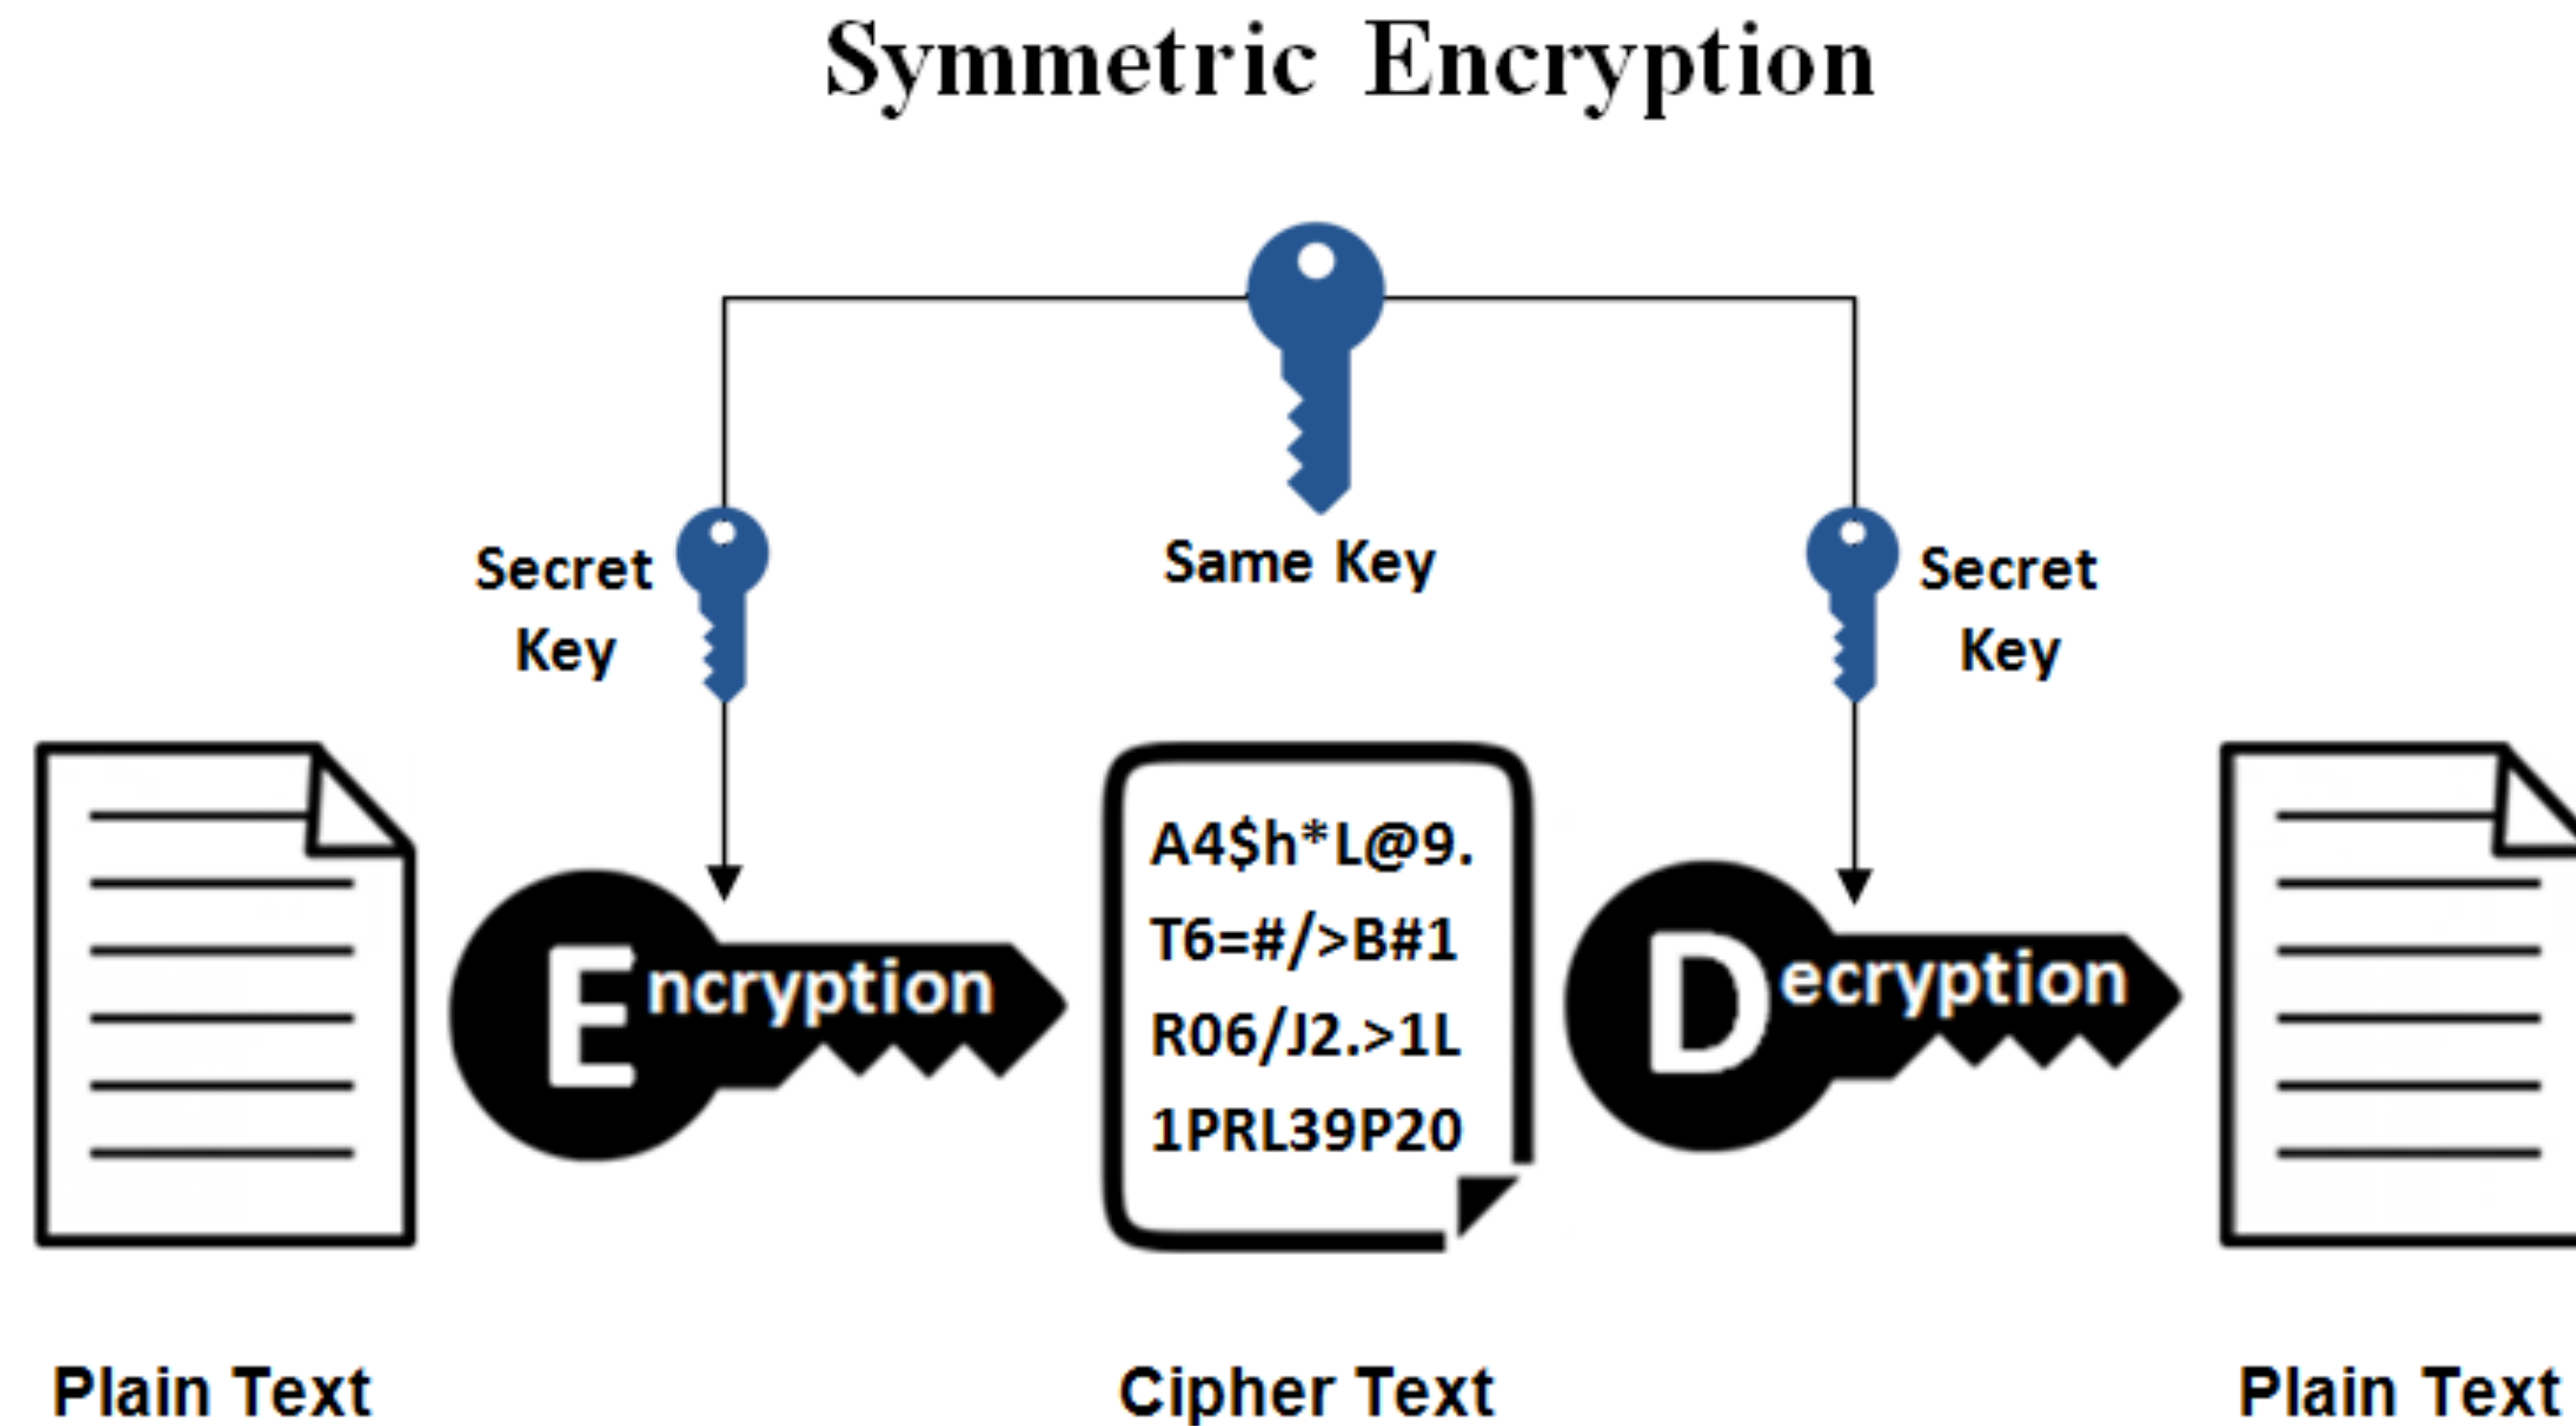 Symmetric Encryption
Same Key
Secret
Key
Secret
Key
Encryption
A4$h*L@9.
T6=#/>B#1
R06/J2.>1L
1PRL39P20
Decryption
Plain Text
Cipher Text
Plain Text